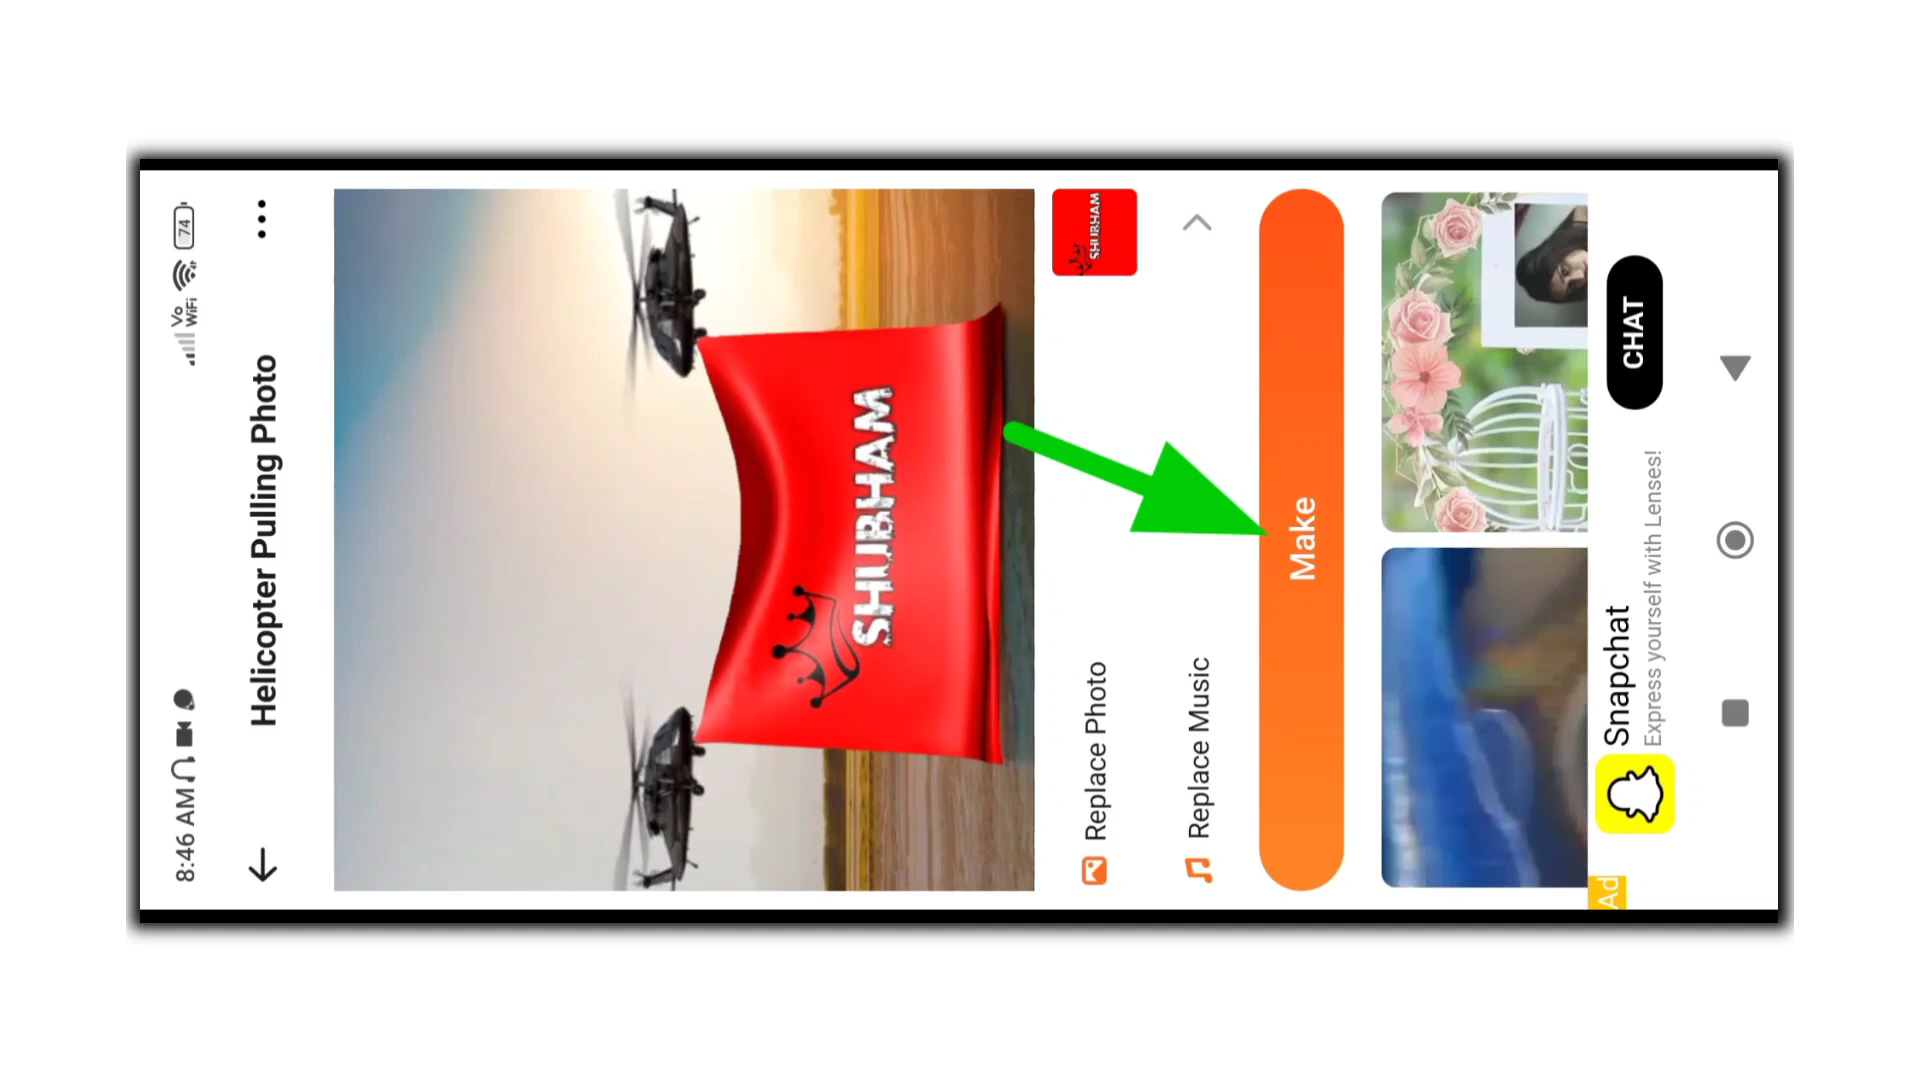 8:46 AM
Vo
WiFi
74
Helicopter Pulling Photo
SHUBHAM
Replace Photo
SHUBHAM
Replace Music
Make
Ad
Snapchat
Express yourself with Lenses!
CHAT